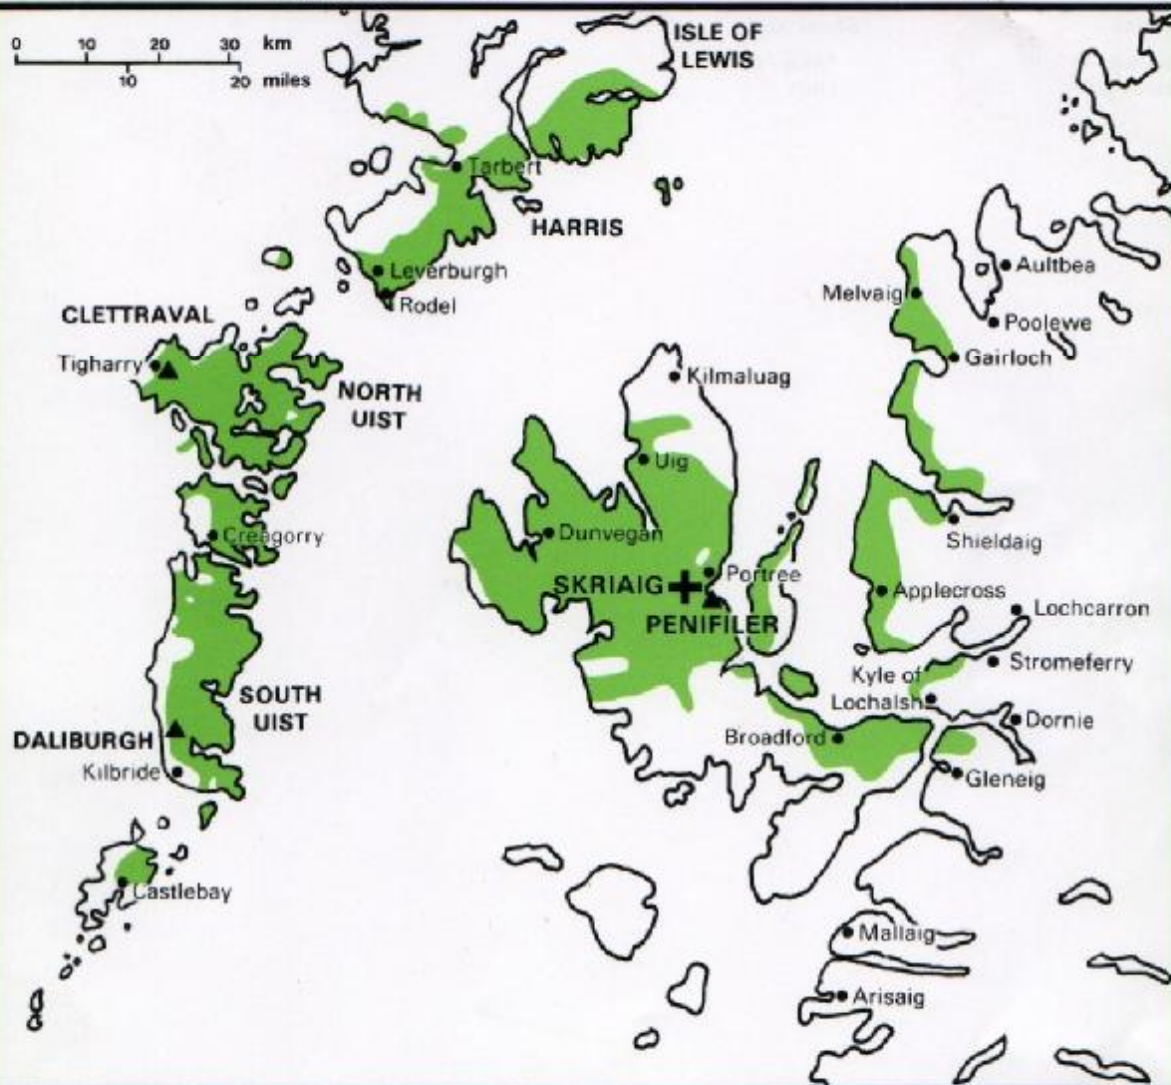 0 10 20 30 km
10 20 miles
ISLE OF
LEWIS
Tarbert
HARRIS
Leverburgh
Rodel
CLETTRAVAL
Tigharry
NORTH
UIST
Creagorry
SOUTH
UIST
DALIBURGH
Kilbride
Castlebay
Kilmaluag
Uig
Dunvegan
SKRIAIG
Portree
PENIFILER
Broadford
Melvaig
Aultbea
Poolewe
Gairloch
Shieldaig
Applecross
Lochcarron
Kyle of
Lochalsh
Stromeferry
Dornie
Gleneig
Mallaig
Arisaig